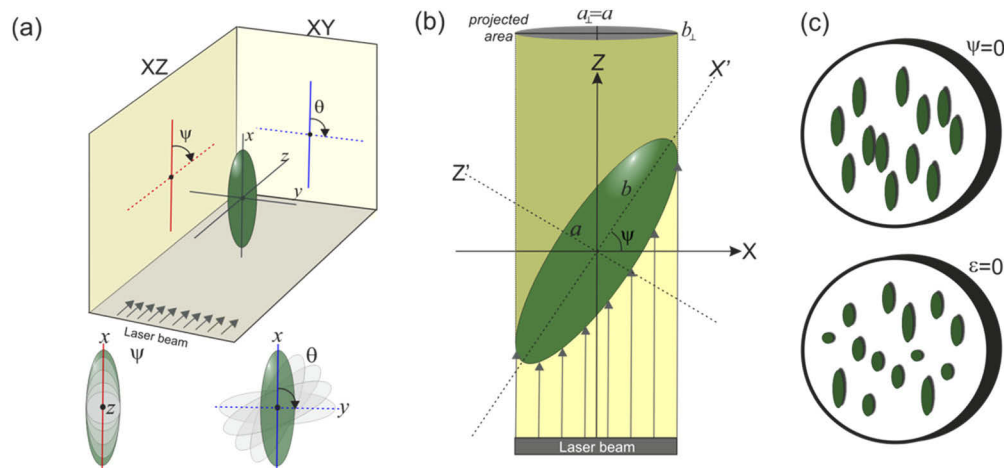 (a)
XZ
XY
ψ
θ
x
z
y
Laser beam
x
ψ
z
x
θ
y
(b)
projected
area
a⊥=a
b⊥
Z
X'
Z'
b
a
ψ
X
Laser beam
(c)
ψ=0
ε=0